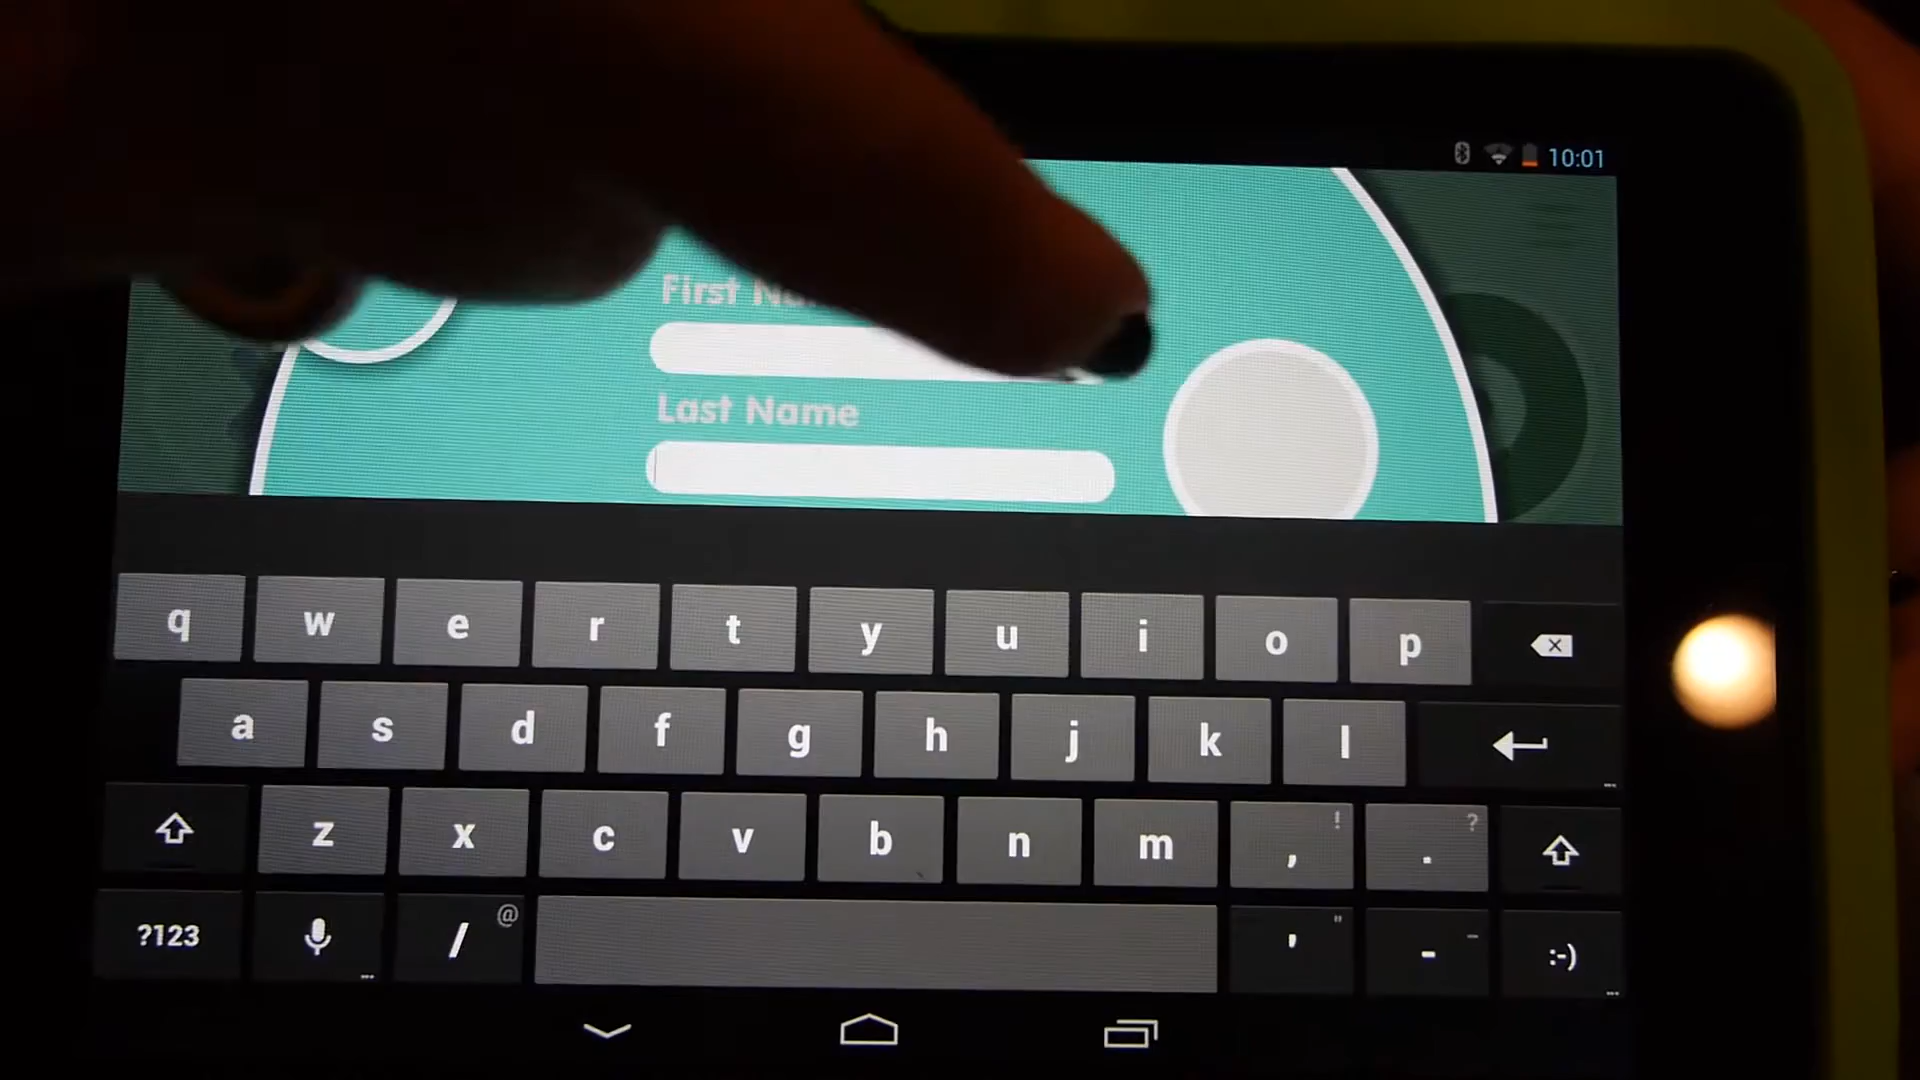 10:01
First
Last Name
q w e r t y u i o p
a s d f g h j k l
z x c v b n m , ! . ?
?123 / @ ' " - _ :-)